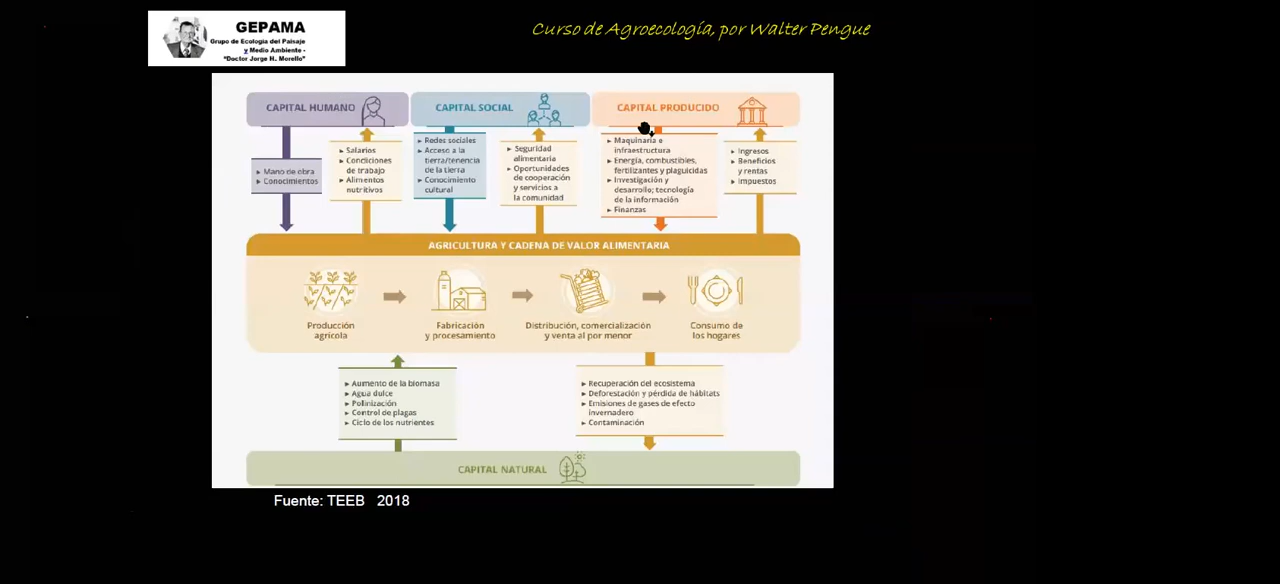 GEPAMA
Grupo de Ecología del Paisaje
y Medio Ambiente -
"Doctor Jorge H. Morello"
Curso de Agroecología, por Walter Pengue
CAPITAL HUMANO
CAPITAL SOCIAL
CAPITAL PRODUCIDO
► Mano de obra
► Conocimientos
► Salarios
► Condiciones
de trabajo
► Alimentos
nutritivos
► Redes sociales
► Acceso a la
tierra/tenencia
de la tierra
► Conocimiento
cultural
► Seguridad
alimentaria
► Oportunidades
de cooperación
y servicios a
la comunidad
► Maquinaria e
infraestructura
► Energía, combustibles,
fertilizantes y plaguicidas
► Investigación y
desarrollo; tecnología
de la información
► Finanzas
► Ingresos
► Beneficios
y rentas
► Impuestos
AGRICULTURA Y CADENA DE VALOR ALIMENTARIA
Producción
agrícola
Fabricación
y procesamiento
Distribución, comercialización
y venta al por menor
Consumo de
los hogares
► Aumento de la biomasa
► Agua dulce
► Polinización
► Control de plagas
► Ciclo de los nutrientes
► Recuperación del ecosistema
► Deforestación y pérdida de hábitats
► Emisiones de gases de efecto
invernadero
► Contaminación
CAPITAL NATURAL
Fuente: TEEB 2018